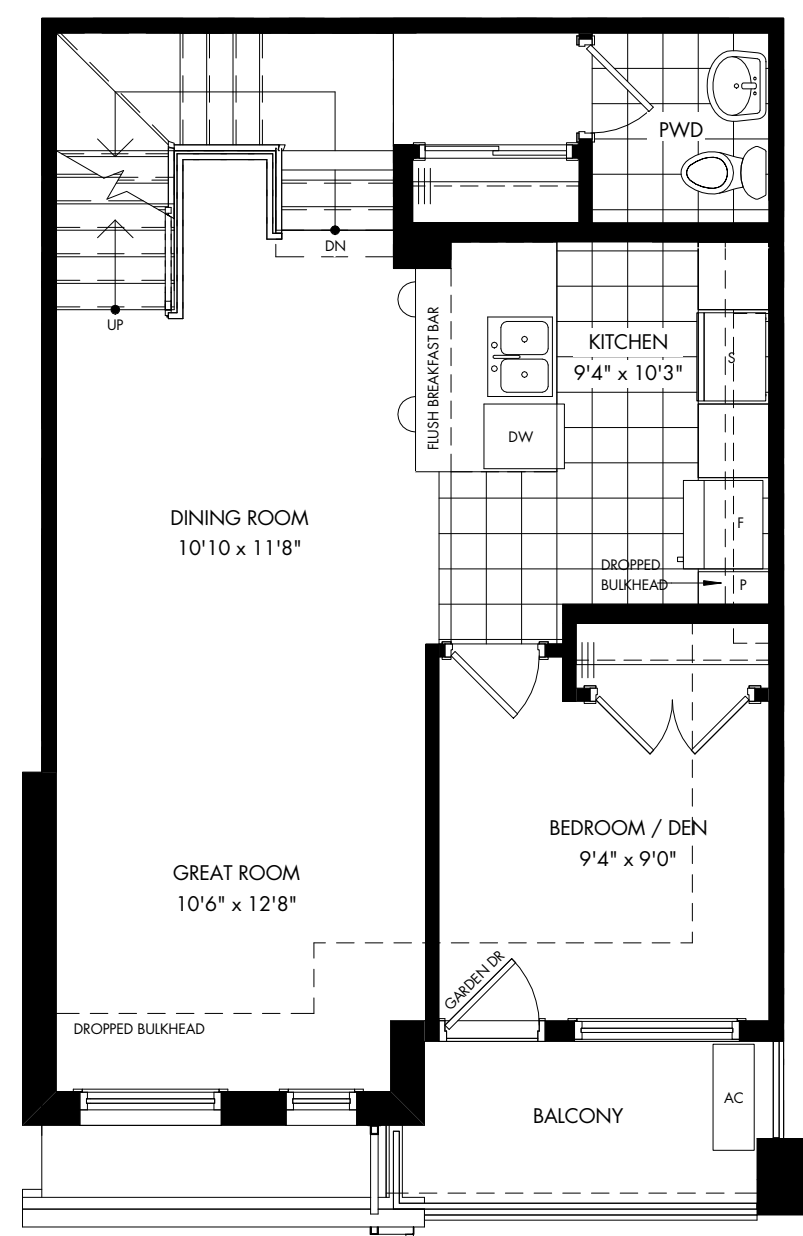 PWD
DN
UP
FLUSH BREAKFAST BAR
KITCHEN
9'4" x 10'3"
S
DW
DINING ROOM
10'10 x 11'8"
F
DROPPED
BULKHEAD
P
BEDROOM / DEN
9'4" x 9'0"
GREAT ROOM
10'6" x 12'8"
GARDEN DR
DROPPED BULKHEAD
AC
BALCONY